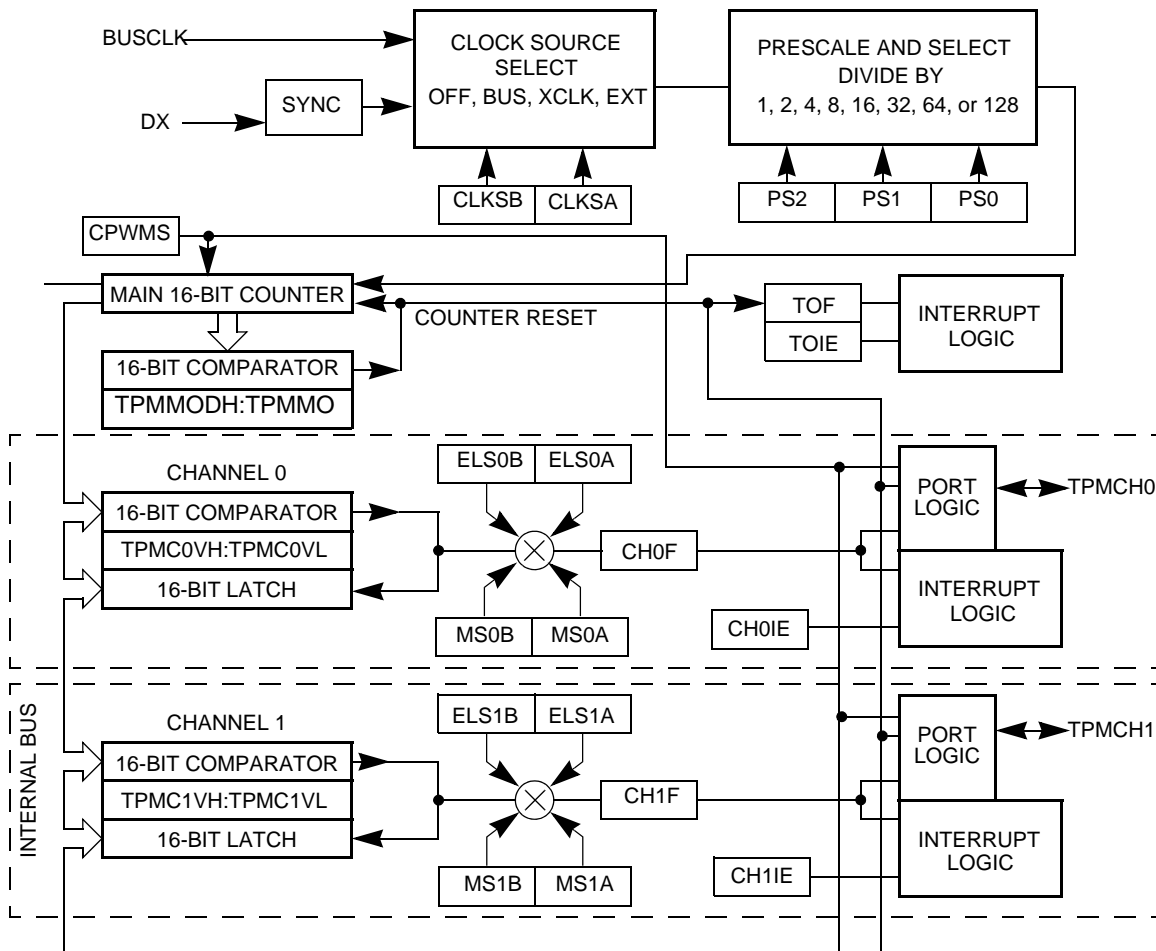 BUSCLK
CLOCK SOURCE
SELECT
OFF, BUS, XCLK, EXT
PRESCALE AND SELECT
DIVIDE BY
1, 2, 4, 8, 16, 32, 64, or 128
SYNC
DX
CLKSB
CLKSA
PS2
PS1
PS0
CPWMS
MAIN 16-BIT COUNTER
COUNTER RESET
TOF
TOIE
INTERRUPT
LOGIC
16-BIT COMPARATOR
TPMMODH:TPMMO
CHANNEL 0
ELS0B
ELS0A
PORT
LOGIC
TPMCH0
16-BIT COMPARATOR
TPMC0VH:TPMC0VL
16-BIT LATCH
CH0F
INTERRUPT
LOGIC
MS0B
MS0A
CH0IE
INTERNAL BUS
CHANNEL 1
ELS1B
ELS1A
PORT
LOGIC
TPMCH1
16-BIT COMPARATOR
TPMC1VH:TPMC1VL
16-BIT LATCH
CH1F
INTERRUPT
LOGIC
MS1B
MS1A
CH1IE